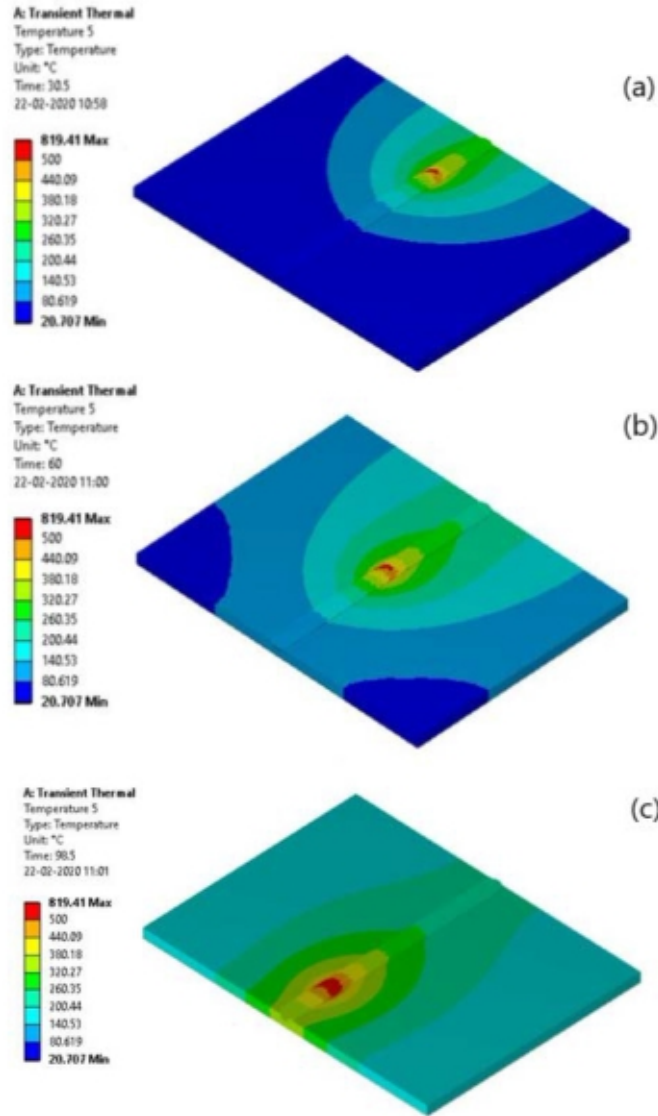 A: Transient Thermal
Temperature 5
Type: Temperature
Unit: °C
Time: 30.5
22-02-2020 10:58
(a)
819.41 Max
500
440.09
380.18
320.27
260.35
200.44
140.53
80.619
20.707 Min
A: Transient Thermal
Temperature 5
Type: Temperature
Unit: °C
Time: 60
22-02-2020 11:00
(b)
819.41 Max
500
440.09
380.18
320.27
260.35
200.44
140.53
80.619
20.707 Min
A: Transient Thermal
Temperature 5
Type: Temperature
Unit: °C
Time: 98.5
22-02-2020 11:01
(c)
819.41 Max
500
440.09
380.18
320.27
260.35
200.44
140.53
80.619
20.707 Min